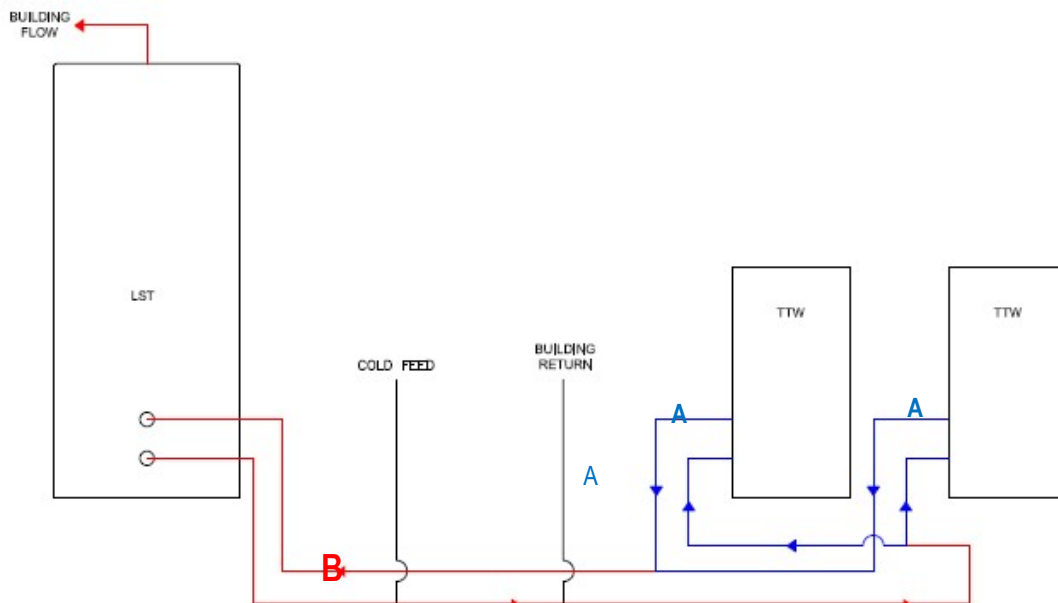 BUILDING
FLOW
LST
TTW
TTW
COLD FEED
BUILDING
RETURN
A
A
A
B